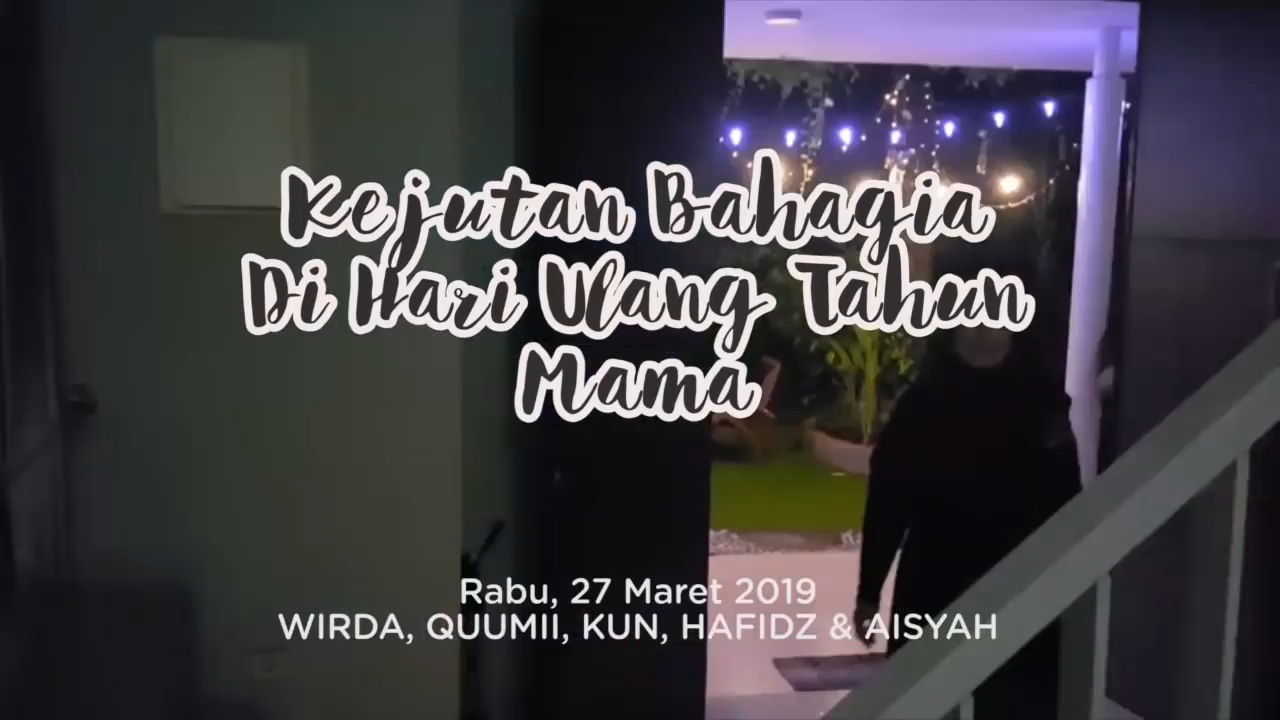 Kejutan Bahagia
Di Hari Ulang Tahun
Mama
Rabu, 27 Maret 2019
WIRDA, QUUMII, KUN, HAFIDZ & AISYAH